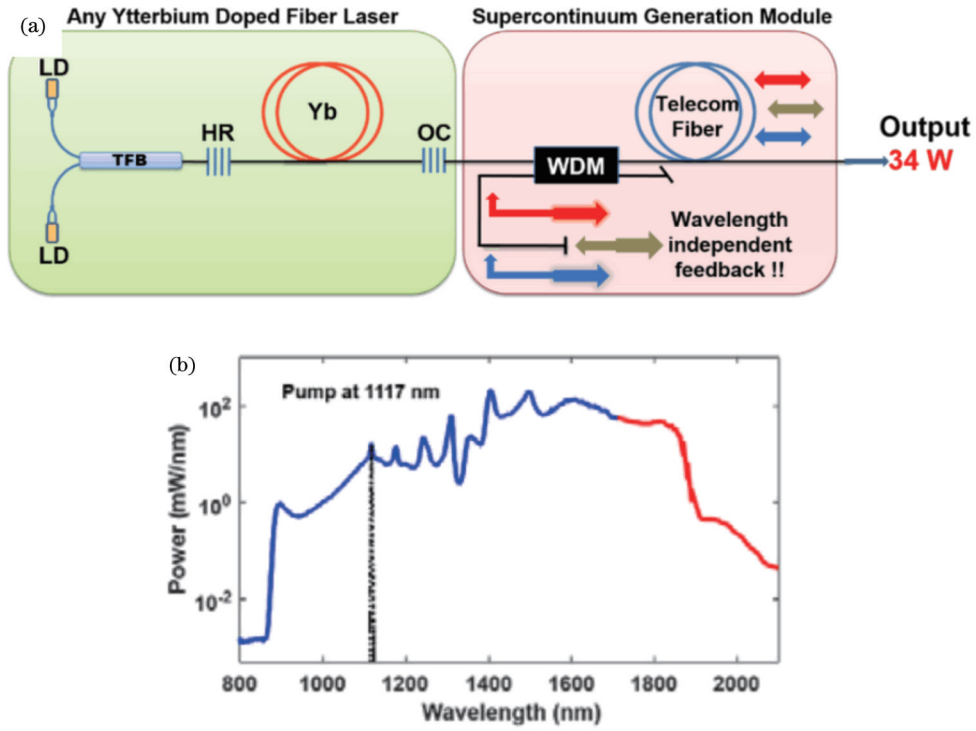 (a)
Any Ytterbium Doped Fiber Laser
Supercontinuum Generation Module
LD
TFB
LD
HR
Yb
OC
WDM
Telecom
Fiber
Wavelength
independent
feedback !!
Output
34 W
(b)
Pump at 1117 nm
Power (mW/nm)
10²
10⁰
10⁻²
800 1000 1200 1400 1600 1800 2000
Wavelength (nm)